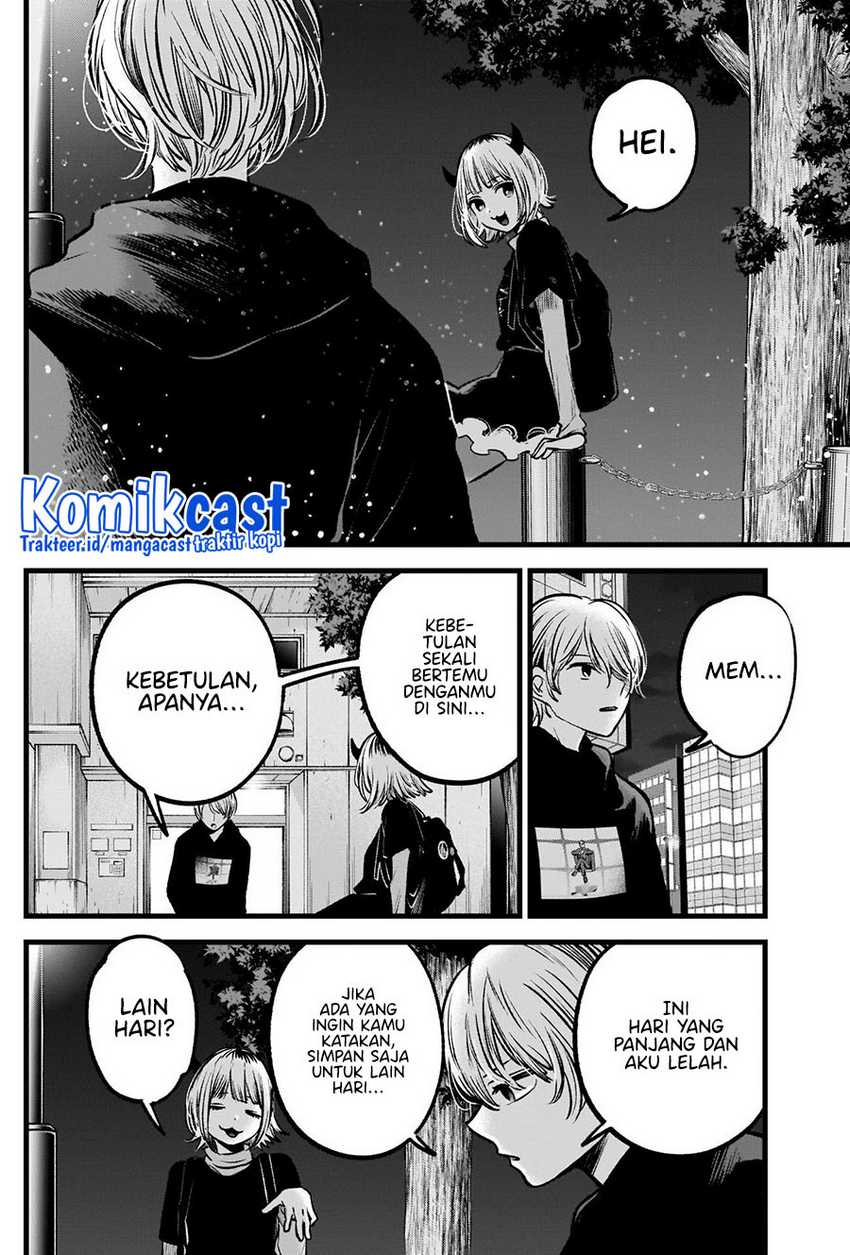 HEI.
Komikcast
Trakteer.id/mangacast traktir kopi
MEM...
KEBE-
TULAN
SEKALI
BERTEMU
DENGANMU
DI SINI...
KEBETULAN,
APANYA...
INI
HARI YANG
PANJANG DAN
AKU LELAH.
JIKA
ADA YANG
INGIN KAMU
KATAKAN,
SIMPAN SAJA
UNTUK LAIN
HARI...
LAIN
HARI?